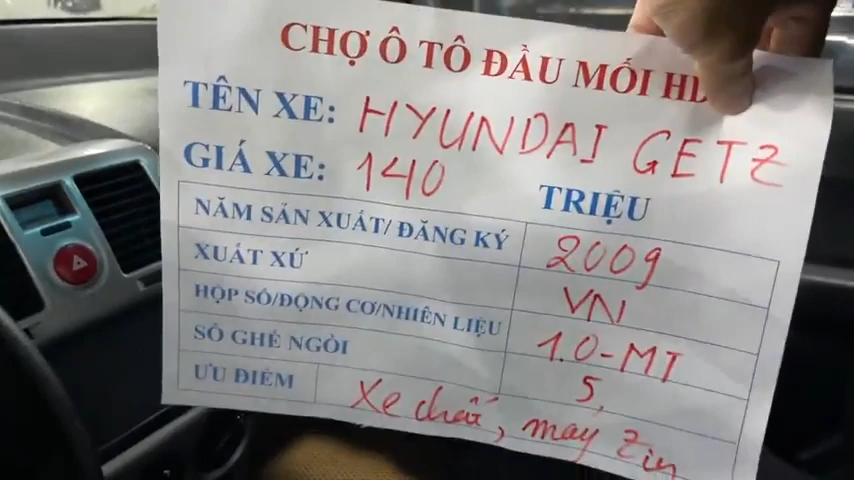 CHỢ Ô TÔ ĐẦU MỐI HD
TÊN XE: HYUNDAI GETZ
GIÁ XE: 140 TRIỆU
NĂM SẢN XUẤT/ ĐĂNG KÝ 2009
XUẤT XỨ VN
HỘP SỐ/ĐỘNG CƠ/NHIÊN LIỆU 1.0-MT
SỐ GHẾ NGỒI 5
ƯU ĐIỂM xe chất, máy zin